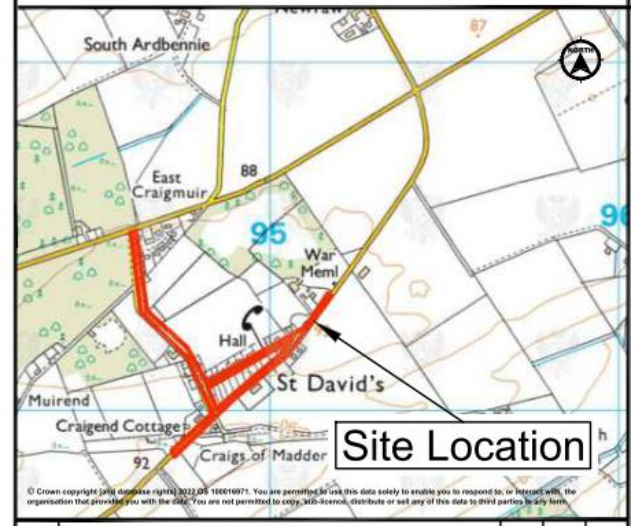 Newraw
87
South Ardbennie
NORTH
East
Craigmuir
88
95
96
War
Meml
Hall
St David's
Muirend
Craigend Cottage
92
Craigs of Madder
Site Location
h
© Crown copyright [and database rights] 2022 OS 100016971. You are permitted to use this data solely to enable you to respond to, or interact with, the
organisation that provided you with the data. You are not permitted to copy, sub-licence, distribute or sell any of this data to third parties in any form.